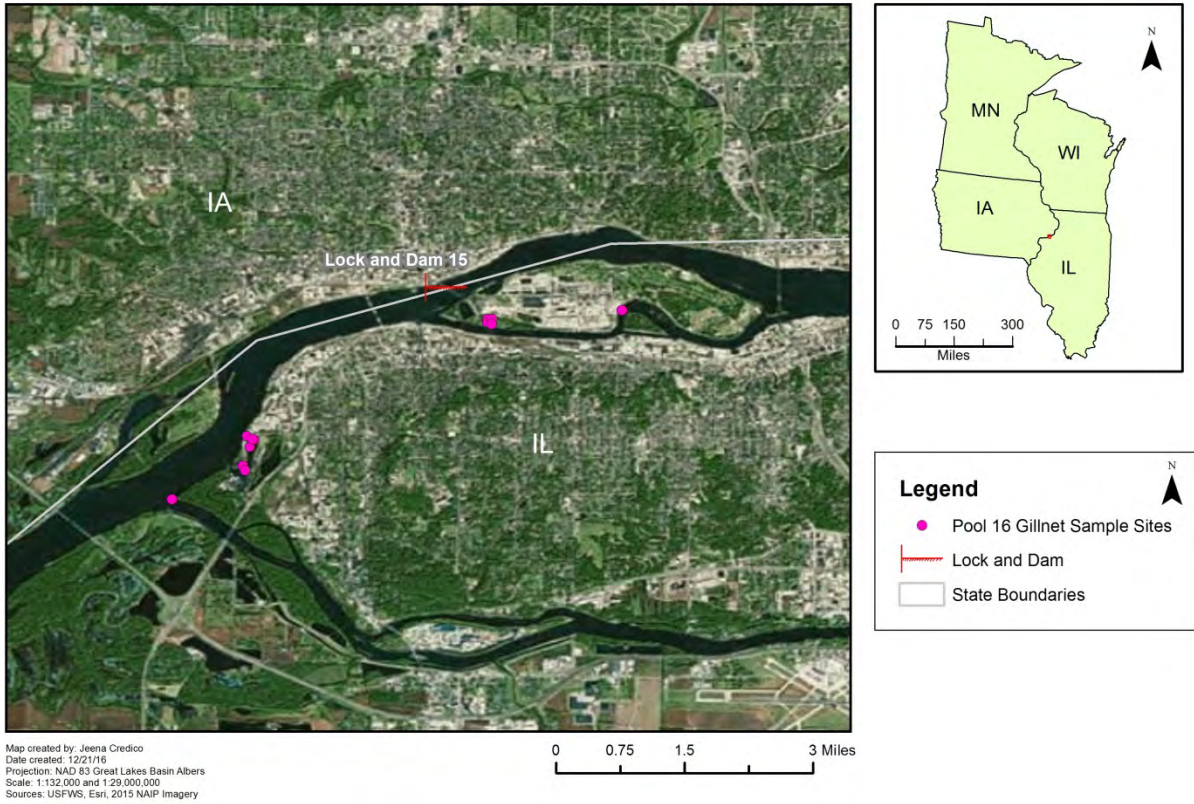 IA
Lock and Dam 15
IL
Map created by: Jeena Credico
Date created: 12/21/16
Projection: NAD 83 Great Lakes Basin Albers
Scale: 1:132,000 and 1:29,000,000
Sources: USFWS, Esri, 2015 NAIP Imagery
0 0.75 1.5 3 Miles
N
MN
WI
IA
IL
0 75 150 300
Miles
N
Legend
Pool 16 Gillnet Sample Sites
Lock and Dam
State Boundaries